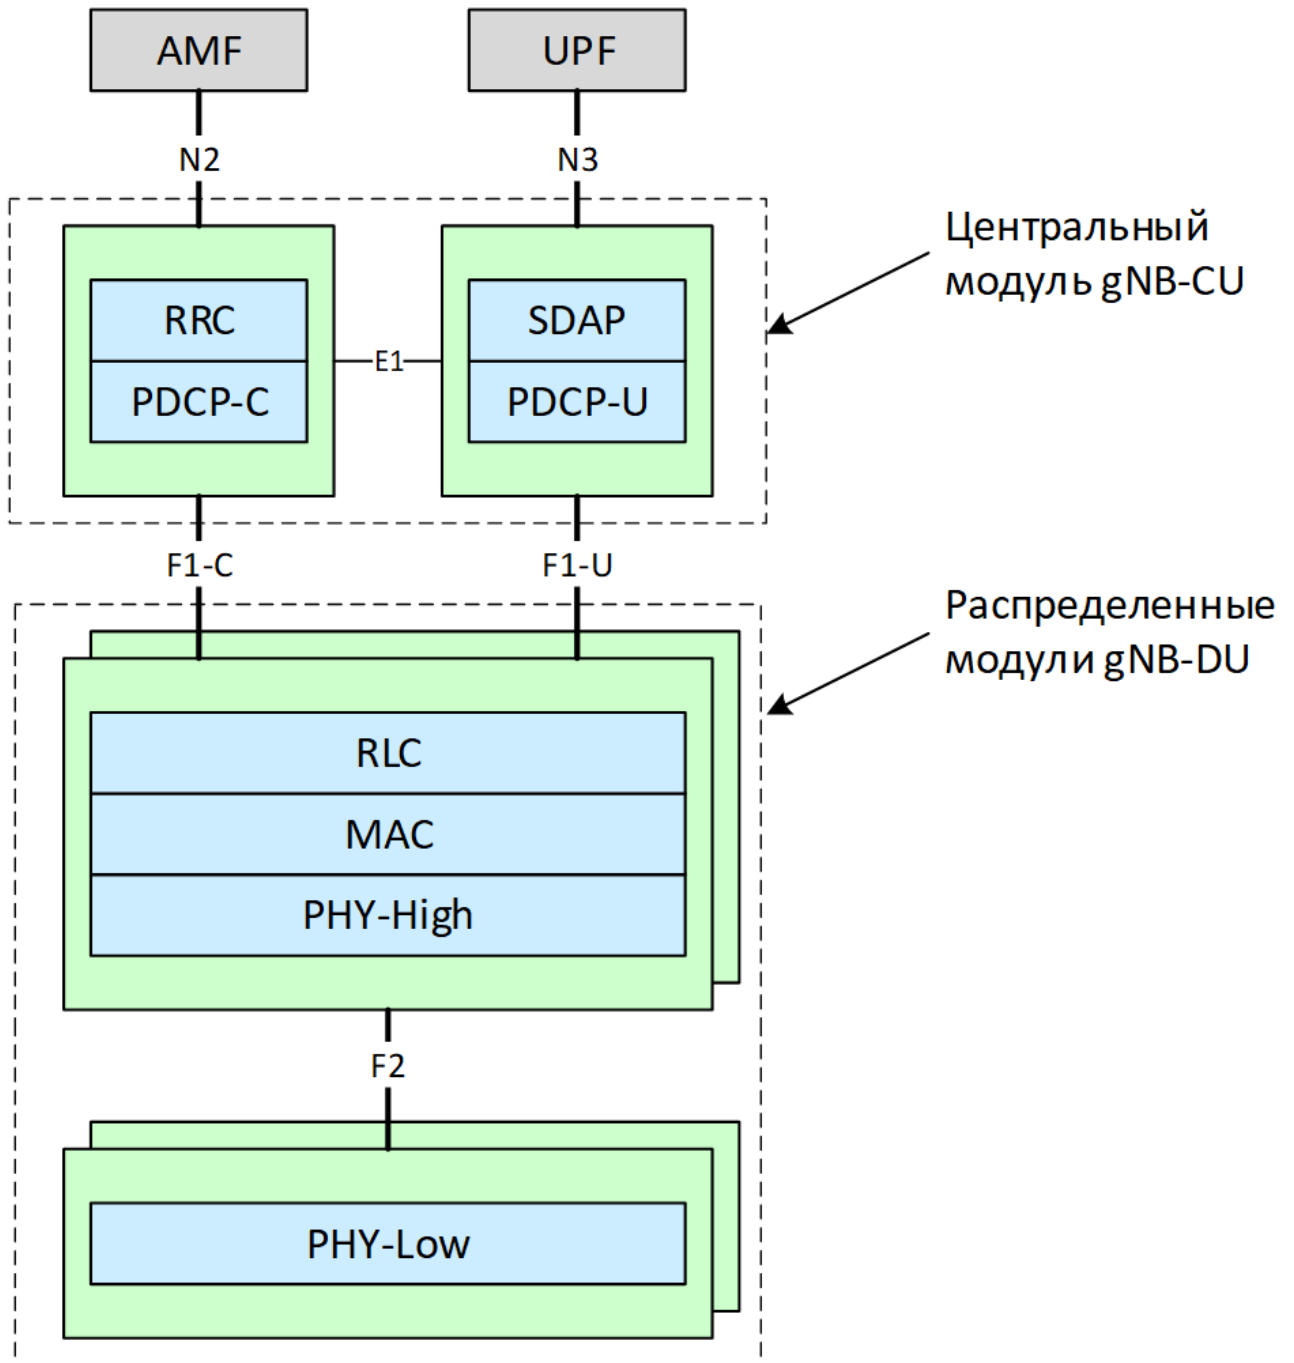 AMF
UPF
N2
N3
Центральный
модуль gNB-CU
RRC
SDAP
E1
PDCP-C
PDCP-U
F1-C
F1-U
Распределенные
модули gNB-DU
RLC
MAC
PHY-High
F2
PHY-Low